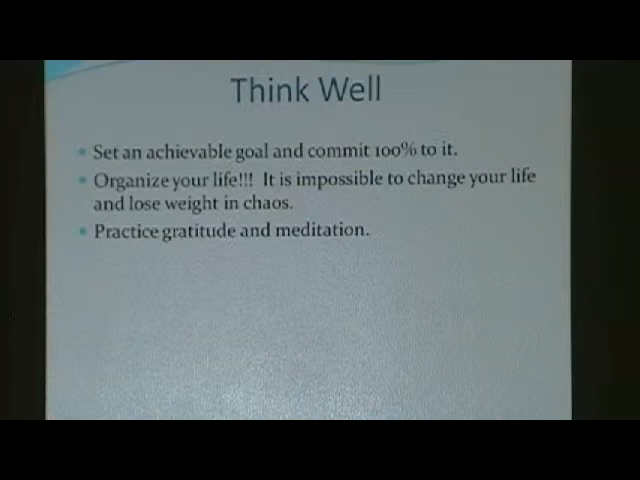 Think Well
Set an achievable goal and commit 100% to it.
Organize your life!!! It is impossible to change your life
and lose weight in chaos.
Practice gratitude and meditation.